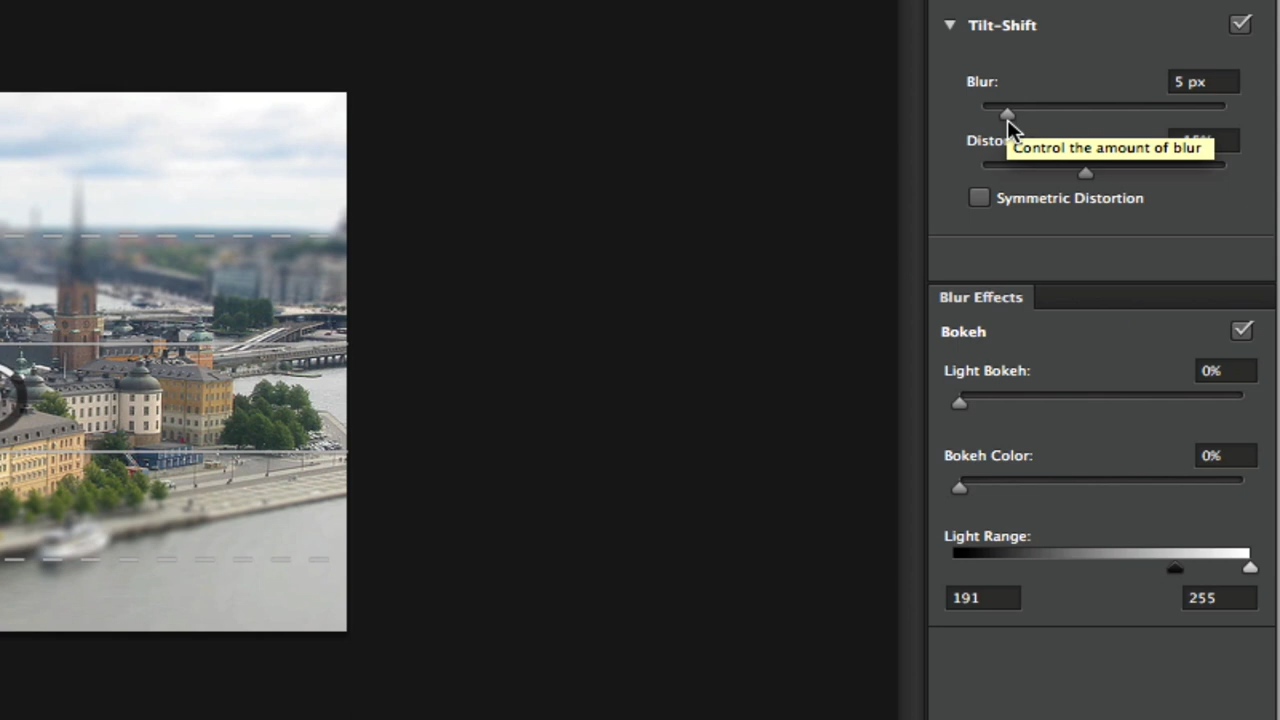 Tilt-Shift
Blur:
5 px
Disto
Control the amount of blur
Symmetric Distortion
Blur Effects
Bokeh
Light Bokeh:
0%
Bokeh Color:
0%
Light Range:
191
255